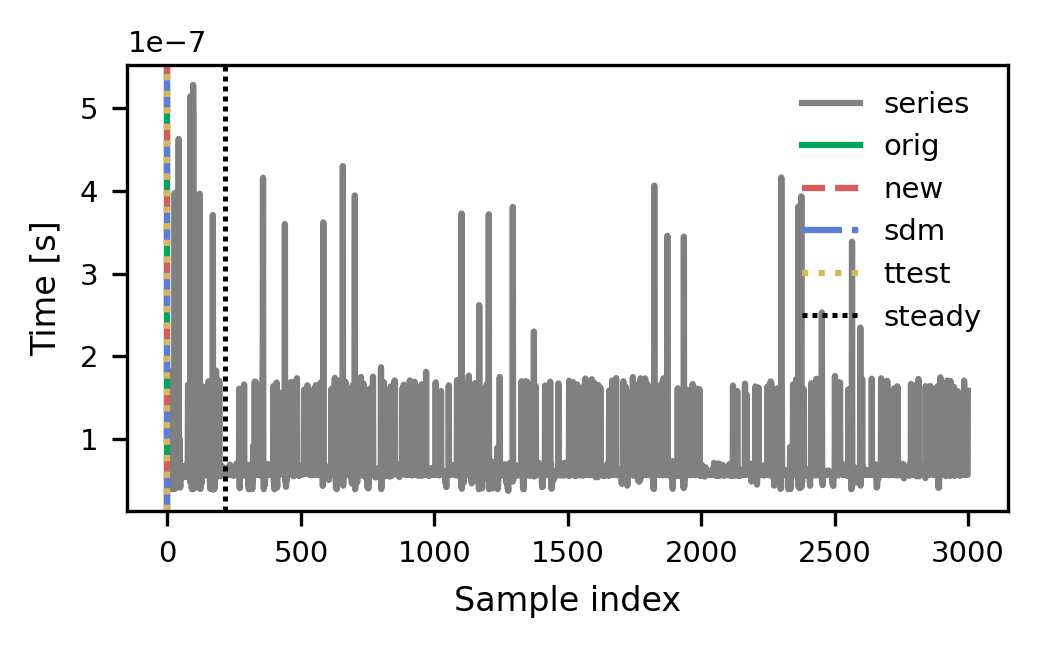 1e−7
5
4
3
2
1
Time [s]
series
orig
new
sdm
ttest
steady
0 500 1000 1500 2000 2500 3000
Sample index